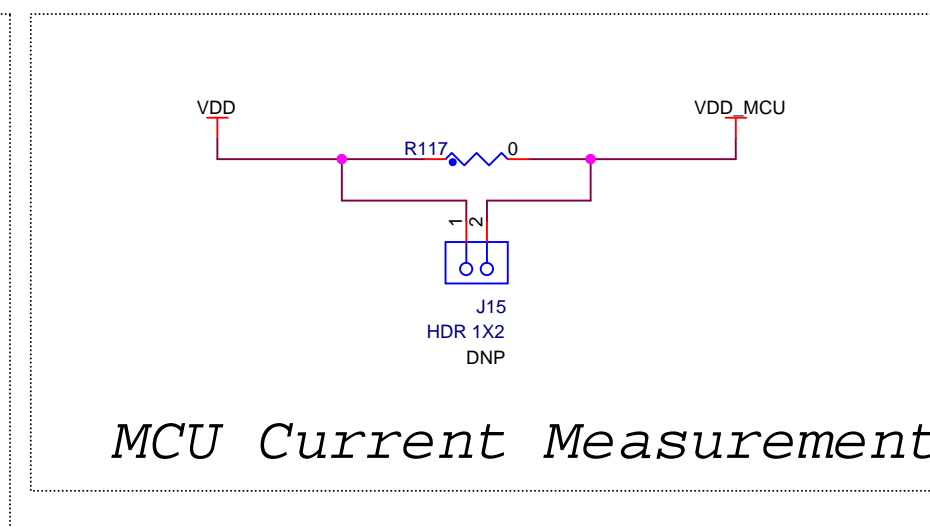 VDD
VDD_MCU
R117
0
1
2
J15
HDR 1X2
DNP
MCU Current Measurement